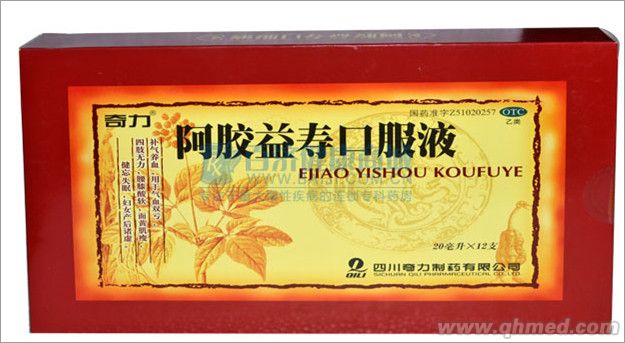 奇力
国药准字Z51020257
OTC
乙类
阿胶益寿口服液
EJIAO YISHOU KOUFUYE
补气养血。用于气血双亏,
四肢无力,腰膝酸软,面黄肌瘦,
健忘失眠,妇女产后诸虚。
20毫升×12支
QILI
四川奇力制药有限公司
SICHUAN QILI PHARMACEUTICAL CO.,LTD.
www.qhmed.com